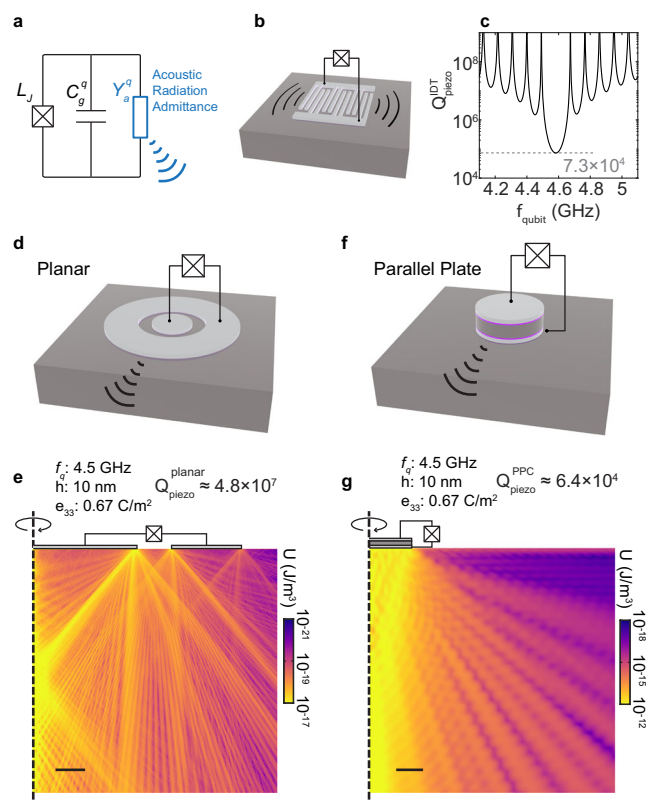 a
L_J
C_g^q
Y_a^q
Acoustic
Radiation
Admittance
b
c
Q_piezo^IDT
10^8
10^6
10^4
7.3×10^4
4.2 4.4 4.6 4.8 5
f_qubit (GHz)
d
Planar
f
Parallel Plate
e
f_q: 4.5 GHz
h: 10 nm
e_33: 0.67 C/m^2
Q_piezo^planar ≈ 4.8×10^7
U (J/m^3)
10^-21
10^-19
10^-17
g
f_q: 4.5 GHz
h: 10 nm
e_33: 0.67 C/m^2
Q_piezo^PPC ≈ 6.4×10^4
U (J/m^3)
10^-18
10^-15
10^-12